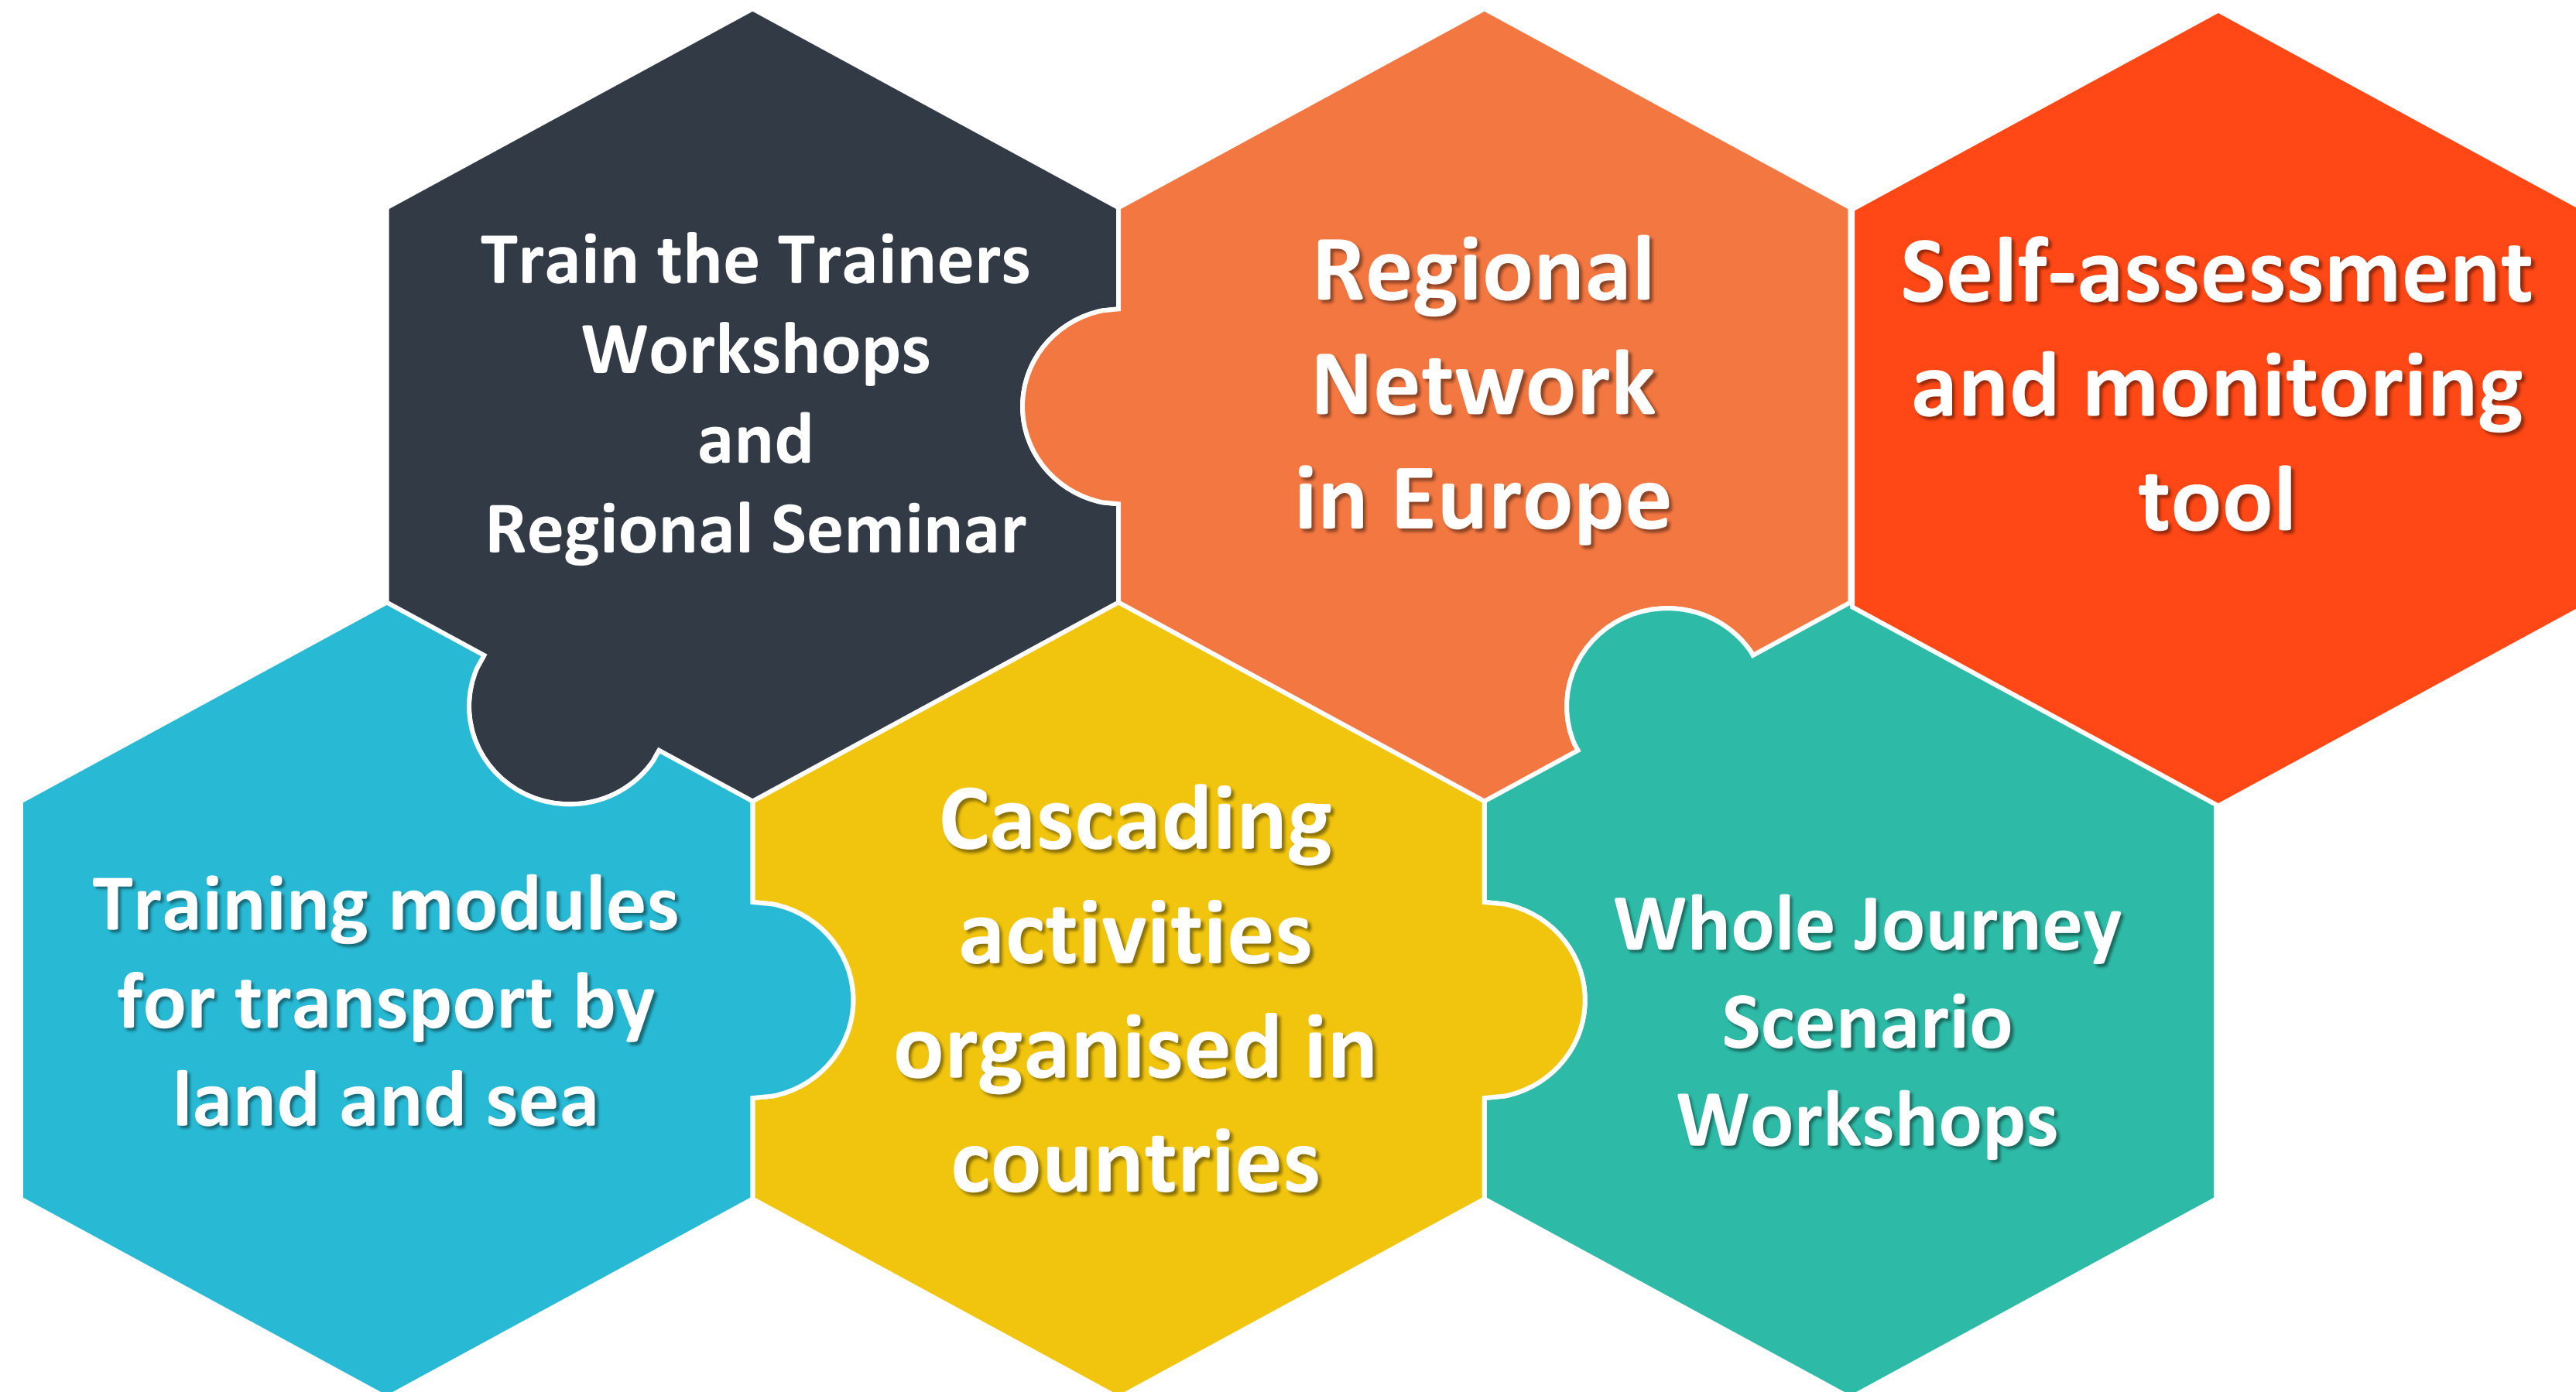 Train the Trainers
Workshops
and
Regional Seminar
Regional
Network
in Europe
Self-assessment
and monitoring
tool
Training modules
for transport by
land and sea
Cascading
activities
organised in
countries
Whole Journey
Scenario
Workshops